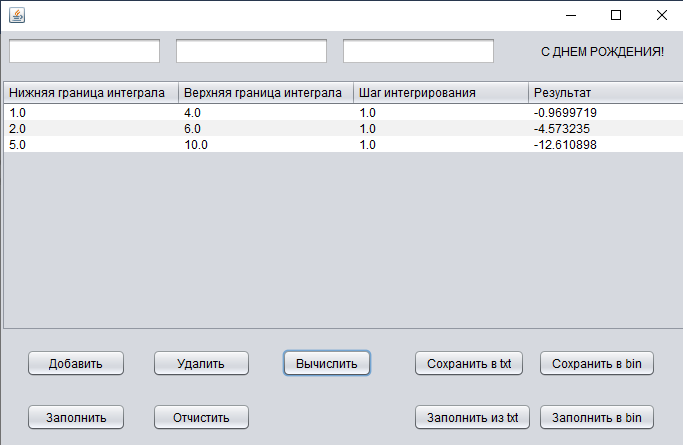 С ДНЕМ РОЖДЕНИЯ!
Нижняя граница интеграла Верхняя граница интеграла Шаг интегрирования Результат
1.0 4.0 1.0 -0.9699719
2.0 6.0 1.0 -4.573235
5.0 10.0 1.0 -12.610898
Добавить Удалить Вычислить Сохранить в txt Сохранить в bin
Заполнить Отчистить Заполнить из txt Заполнить в bin